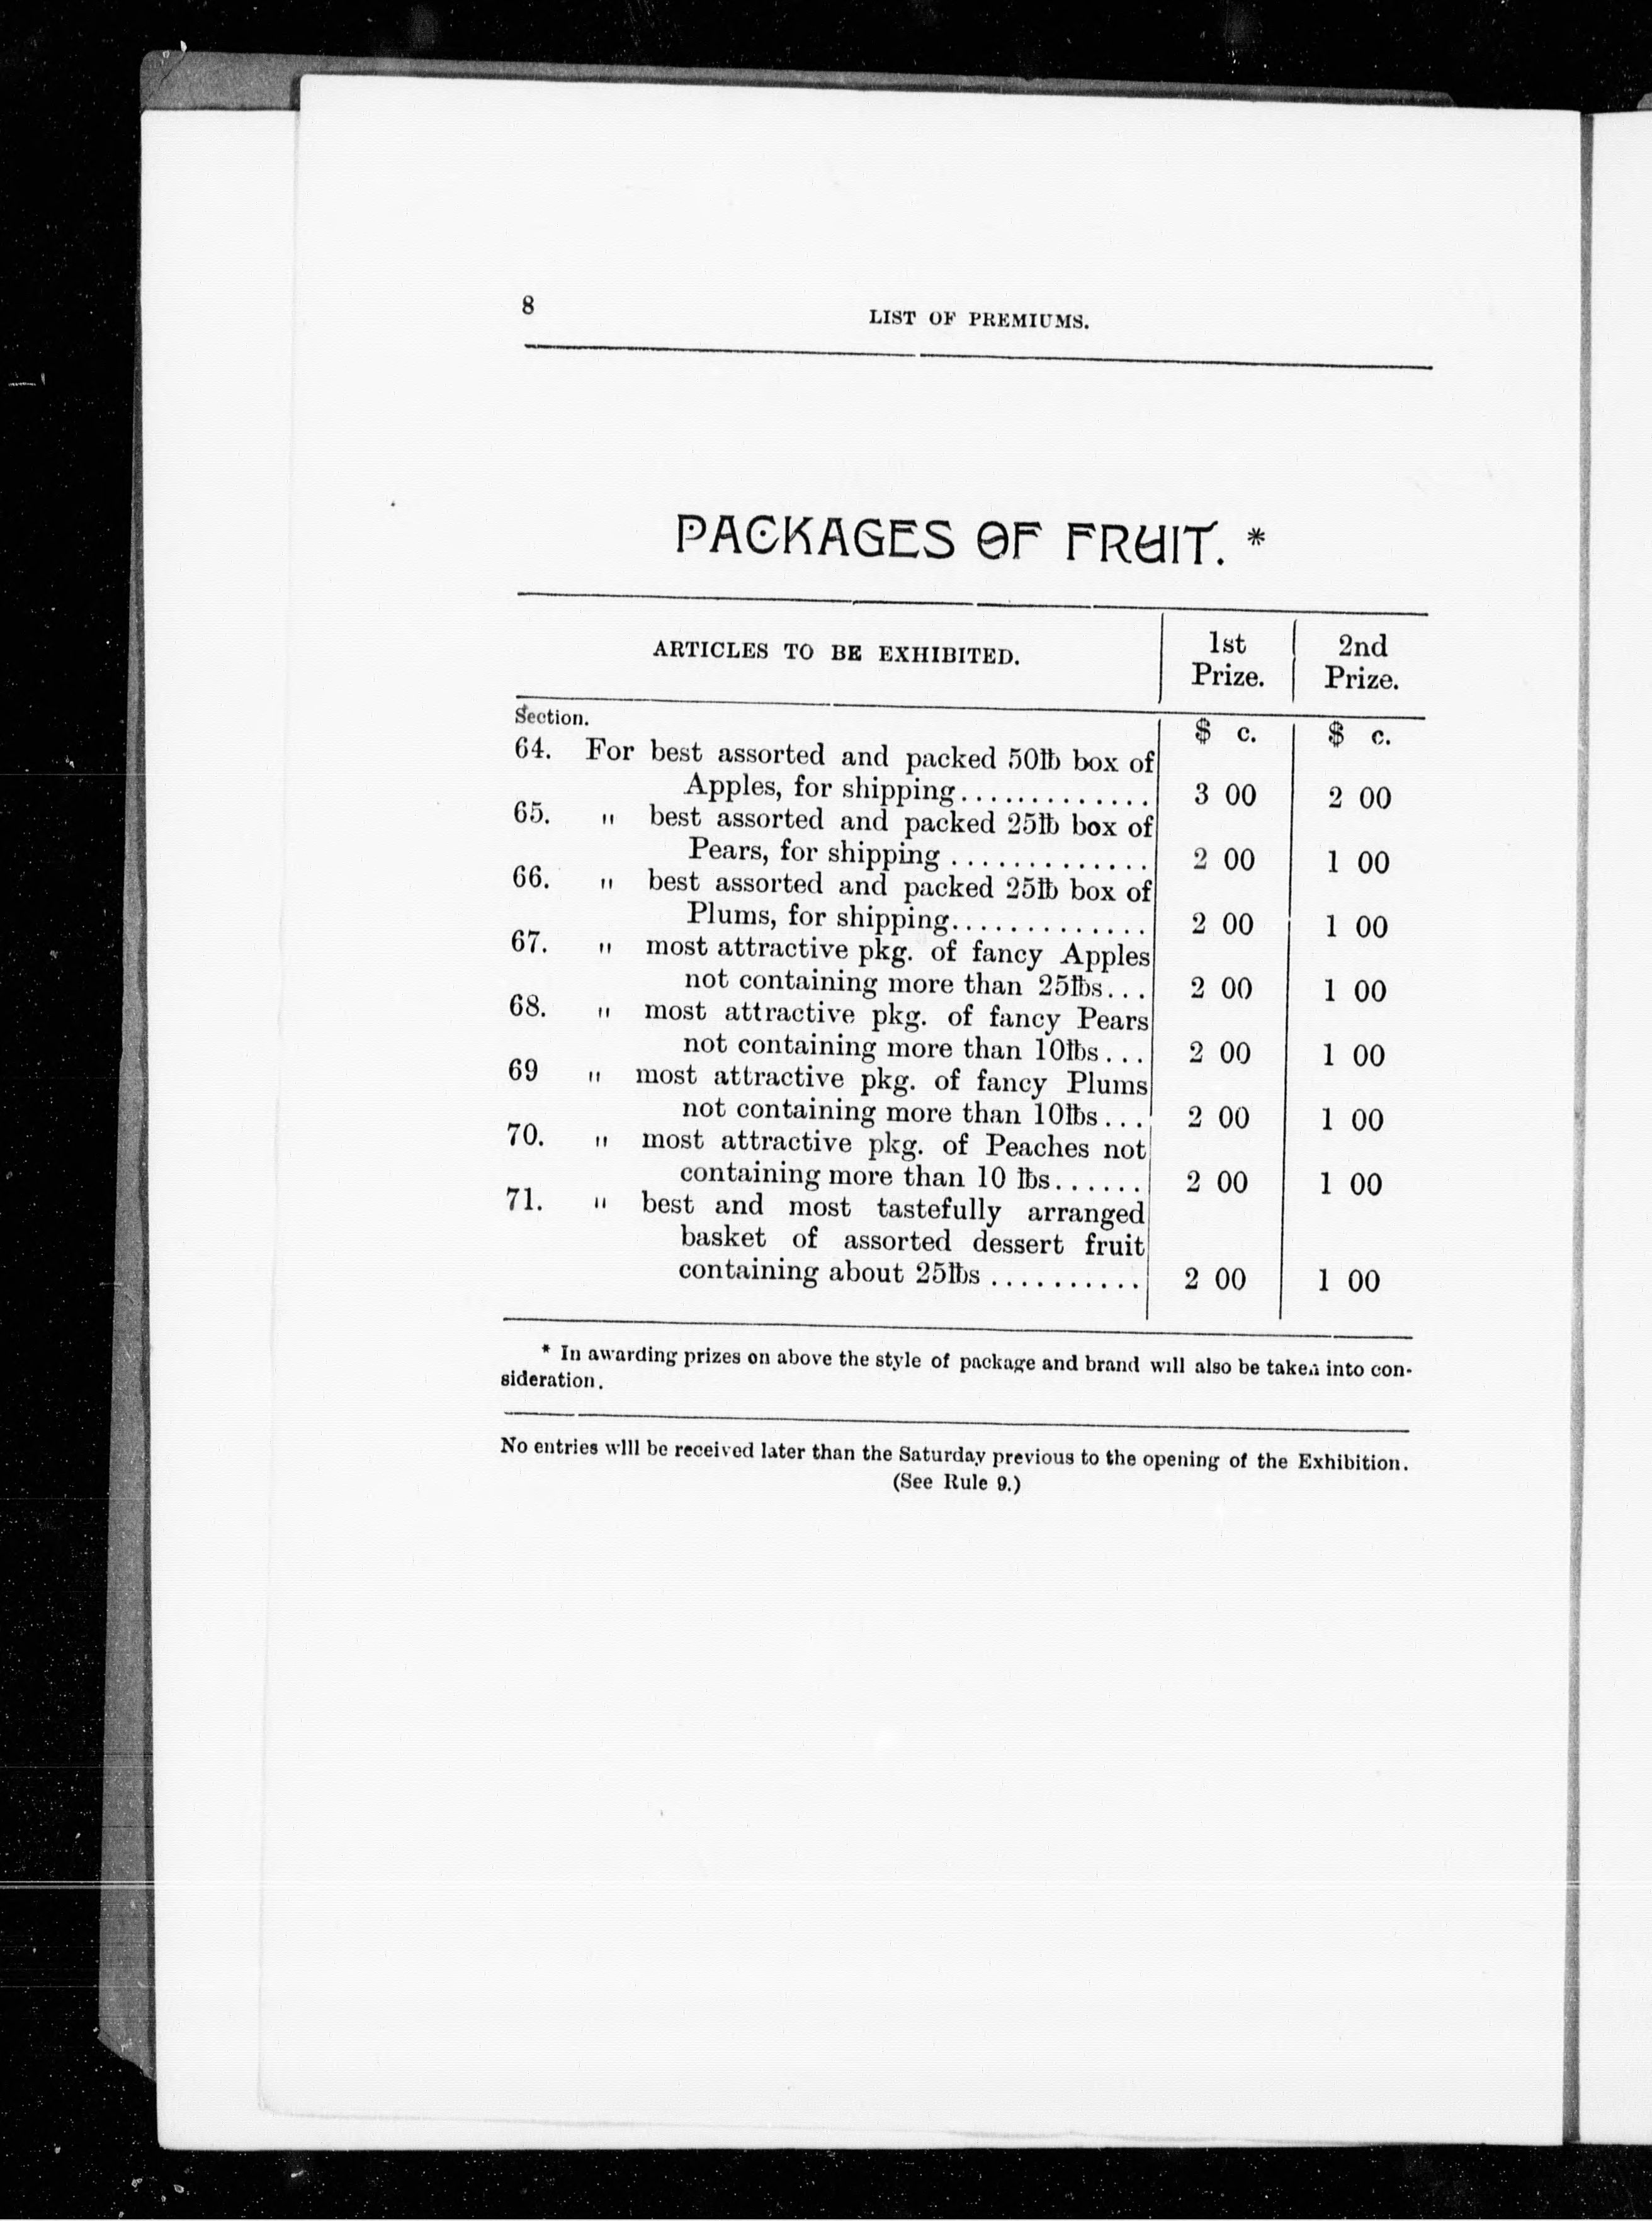 8
LIST OF PREMIUMS.
PACKAGES OF FRUIT. *
ARTICLES TO BE EXHIBITED. 1st Prize. 2nd Prize.
Section. $ c. $ c.
64. For best assorted and packed 50lb box of
Apples, for shipping............. 3 00 2 00
65. " best assorted and packed 25lb box of
Pears, for shipping ............. 2 00 1 00
66. " best assorted and packed 25lb box of
Plums, for shipping.............. 2 00 1 00
67. " most attractive pkg. of fancy Apples
not containing more than 25lbs... 2 00 1 00
68. " most attractive pkg. of fancy Pears
not containing more than 10lbs... 2 00 1 00
69 " most attractive pkg. of fancy Plums
not containing more than 10lbs... 2 00 1 00
70. " most attractive pkg. of Peaches not
containing more than 10 lbs...... 2 00 1 00
71. " best and most tastefully arranged
basket of assorted dessert fruit
containing about 25lbs .......... 2 00 1 00
* In awarding prizes on above the style of package and brand will also be taken into con-
sideration.
No entries will be received later than the Saturday previous to the opening of the Exhibition.
(See Rule 9.)